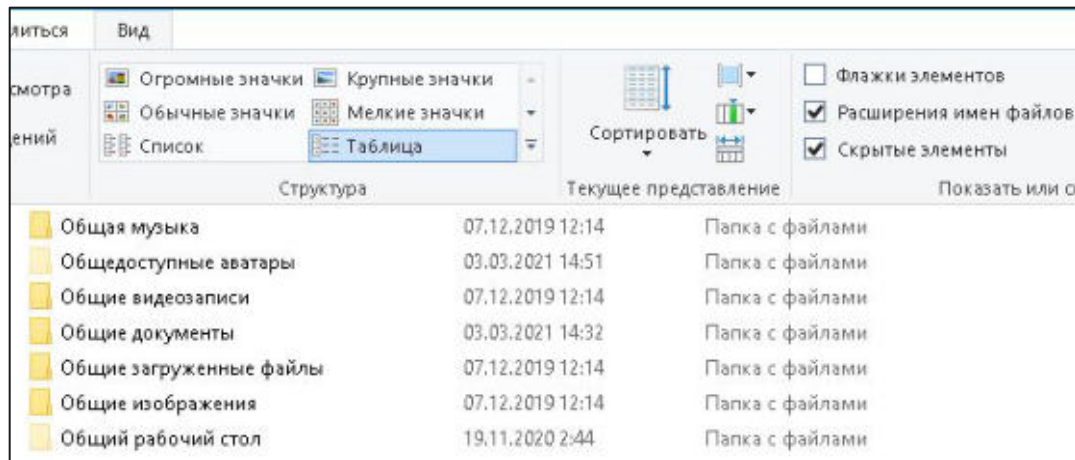 литься Вид
смотра
ений
Огромные значки Крупные значки
Обычные значки Мелкие значки
Список Таблица
Структура
Сортировать
Текущее представление
Флажки элементов
Расширения имен файлов
Скрытые элементы
Показать или с
Общая музыка 07.12.2019 12:14 Папка с файлами
Общедоступные аватары 03.03.2021 14:51 Папка с файлами
Общие видеозаписи 07.12.2019 12:14 Папка с файлами
Общие документы 03.03.2021 14:32 Папка с файлами
Общие загруженные файлы 07.12.2019 12:14 Папка с файлами
Общие изображения 07.12.2019 12:14 Папка с файлами
Общий рабочий стол 19.11.2020 2:44 Папка с файлами